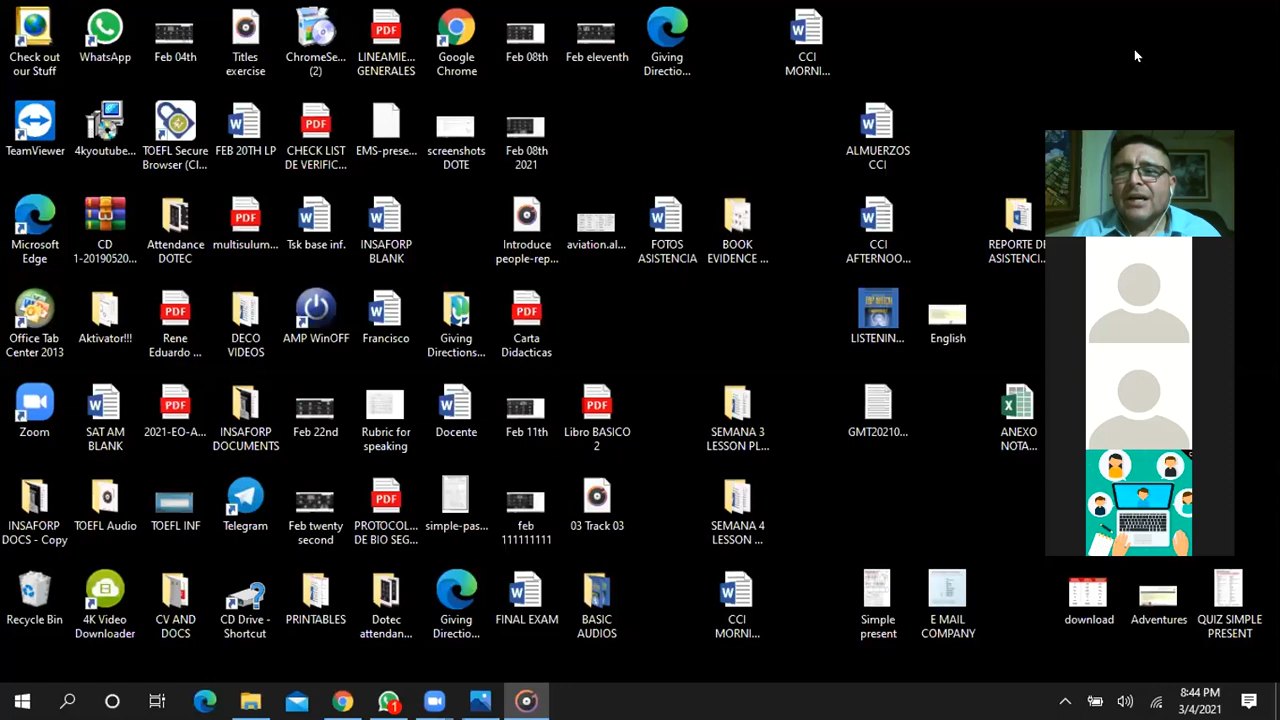 Check out
our Stuff
WhatsApp
Feb 04th
Titles
exercise
ChromeSe...
(2)
LINEAMIE...
GENERALES
Google
Chrome
Feb 08th
Feb eleventh
Giving
Directio...
CCI
MORNI...
TeamViewer
4kyoutube...
TOEFL Secure
Browser (Cl...
FEB 20TH LP
CHECK LIST
DE VERIFIC...
EMS-prese...
screenshots
DOTE
Feb 08th
2021
ALMUERZOS
CCI
Microsoft
Edge
CD
1-20190520...
Attendance
DOTEC
multisulum...
Tsk base inf.
INSAFORP
BLANK
Introduce
people-rep...
aviation.al...
FOTOS
ASISTENCIA
BOOK
EVIDENCE ...
CCI
AFTERNOO...
REPORTE DE
ASISTENCI...
Office Tab
Center 2013
Aktivator!!!
Rene
Eduardo ...
DECO
VIDEOS
AMP WinOFF
Francisco
Giving
Directions...
Carta
Didacticas
LISTENIN...
English
Zoom
SAT AM
BLANK
2021-EO-A...
INSAFORP
DOCUMENTS
Feb 22nd
Rubric for
speaking
Docente
Feb 11th
Libro BASICO
2
SEMANA 3
LESSON PL...
GMT20210...
ANEXO
NOTA...
INSAFORP
DOCS - Copy
TOEFL Audio
TOEFL INF
Telegram
Feb twenty
second
PROTOCOL...
DE BIO SEG...
simple-pas...
feb
111111111
03 Track 03
SEMANA 4
LESSON ...
Recycle Bin
4K Video
Downloader
CV AND
DOCS
CD Drive -
Shortcut
PRINTABLES
Dotec
attendan...
Giving
Directio...
FINAL EXAM
BASIC
AUDIOS
CCI
MORNI...
Simple
present
E MAIL
COMPANY
download
Adventures
QUIZ SIMPLE
PRESENT
8:44 PM
3/4/2021